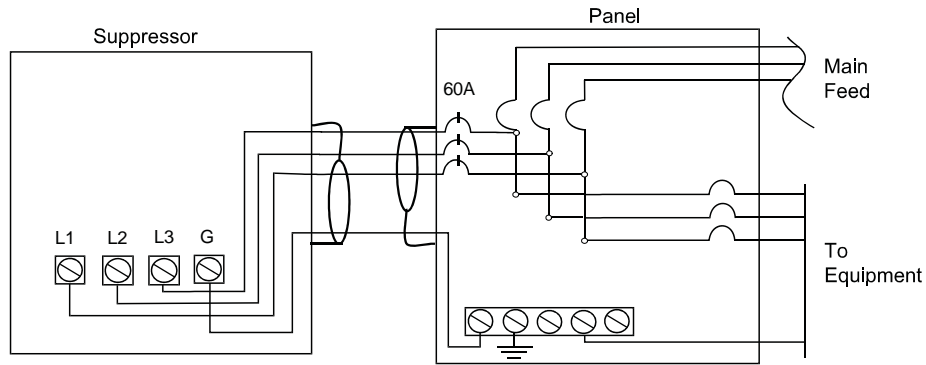 Suppressor
Panel
60A
Main
Feed
L1 L2 L3 G
To
Equipment